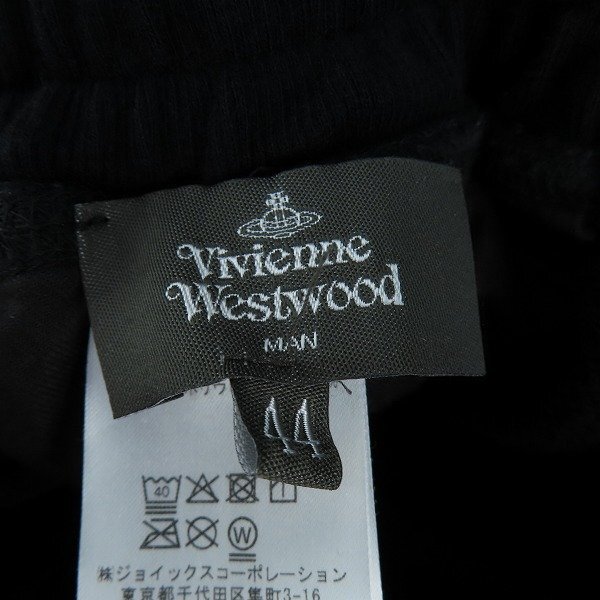 Vivienne
Westwood
MAN
44
40
W
㈱ジョイックスコーポレーション
東京都千代田区集町3-16